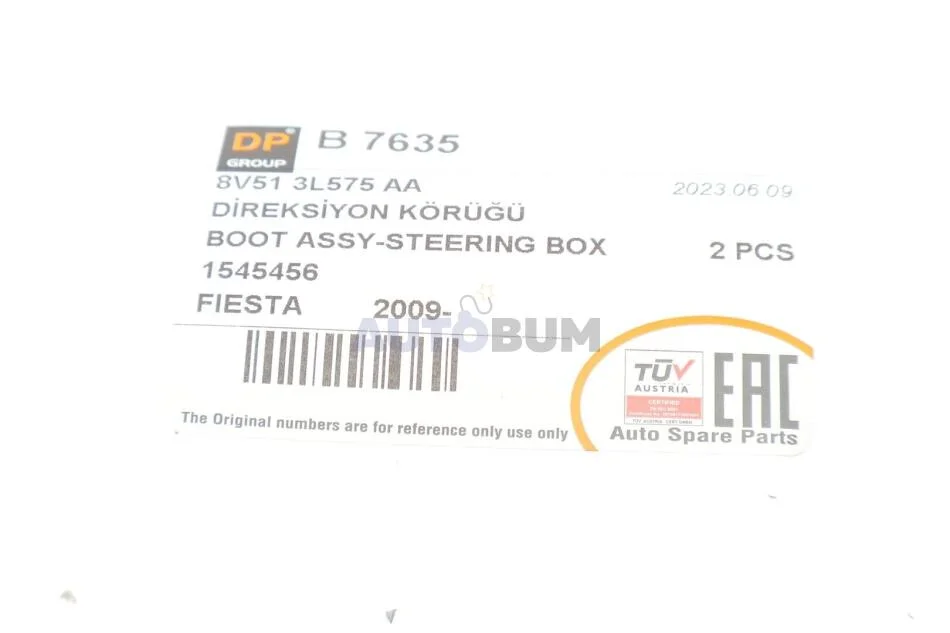 DP
GROUP
B 7635
8V51 3L575 AA
2023 06 09
DİREKSİYON KÖRÜĞÜ
BOOT ASSY-STEERING BOX
2 PCS
1545456
FIESTA 2009-
AUTOBUM
The Original numbers are for reference only use only
TÜV
AUSTRIA
CERTIFIED
EAC
Auto Spare Parts